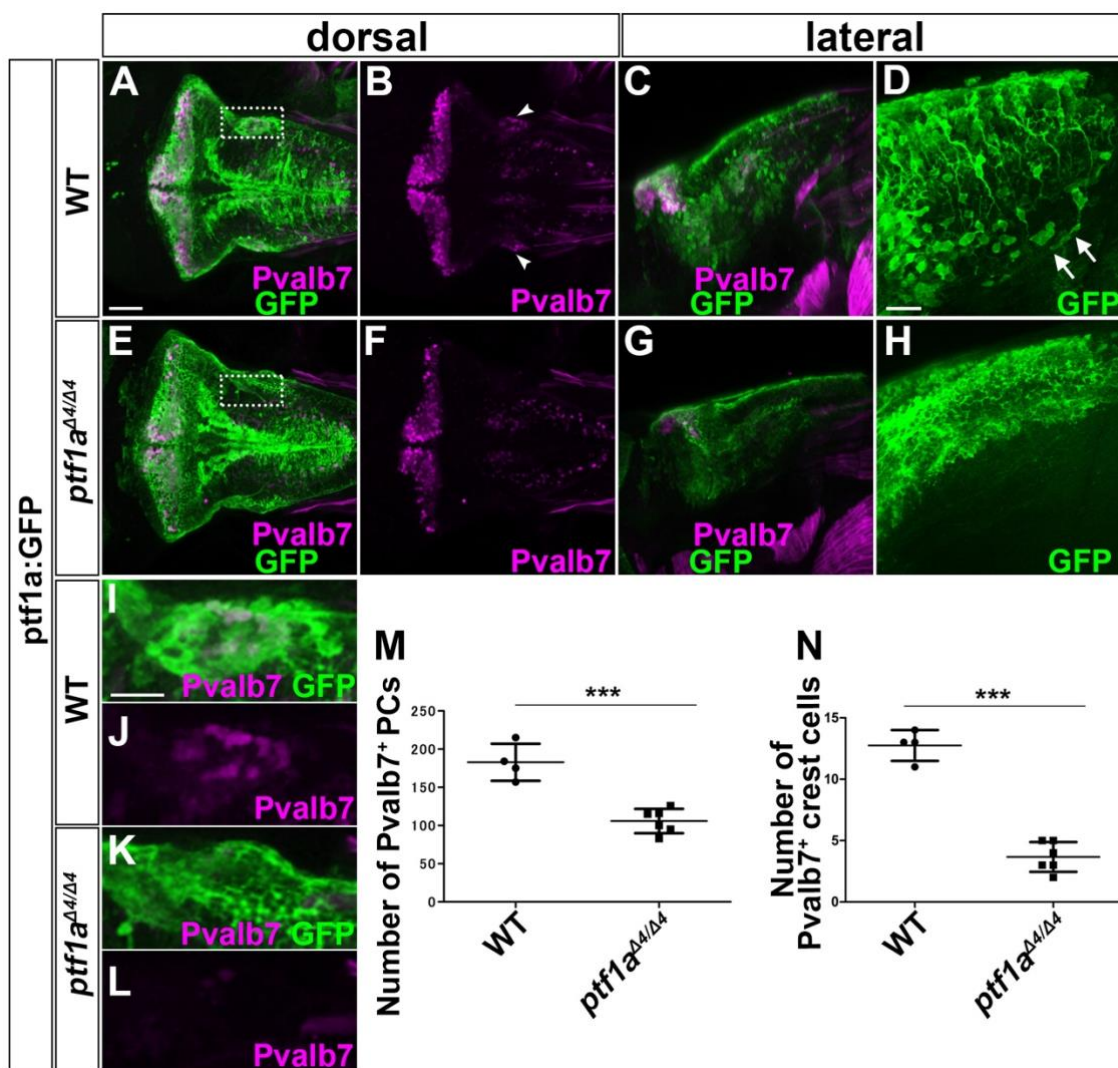 dorsal
lateral
ptf1a:GFP
WT
A
Pvalb7
GFP
B
Pvalb7
C
Pvalb7
GFP
D
GFP
ptf1aΔ4/Δ4
E
Pvalb7
GFP
F
Pvalb7
G
Pvalb7
GFP
H
GFP
WT
I
Pvalb7 GFP
J
Pvalb7
ptf1aΔ4/Δ4
K
Pvalb7 GFP
L
Pvalb7
M
***
Number of Pvalb7+ PCs
250
200
150
100
50
0
WT
ptf1aΔ4/Δ4
N
***
Number of
Pvalb7+ crest cells
15
10
5
0
WT
ptf1aΔ4/Δ4